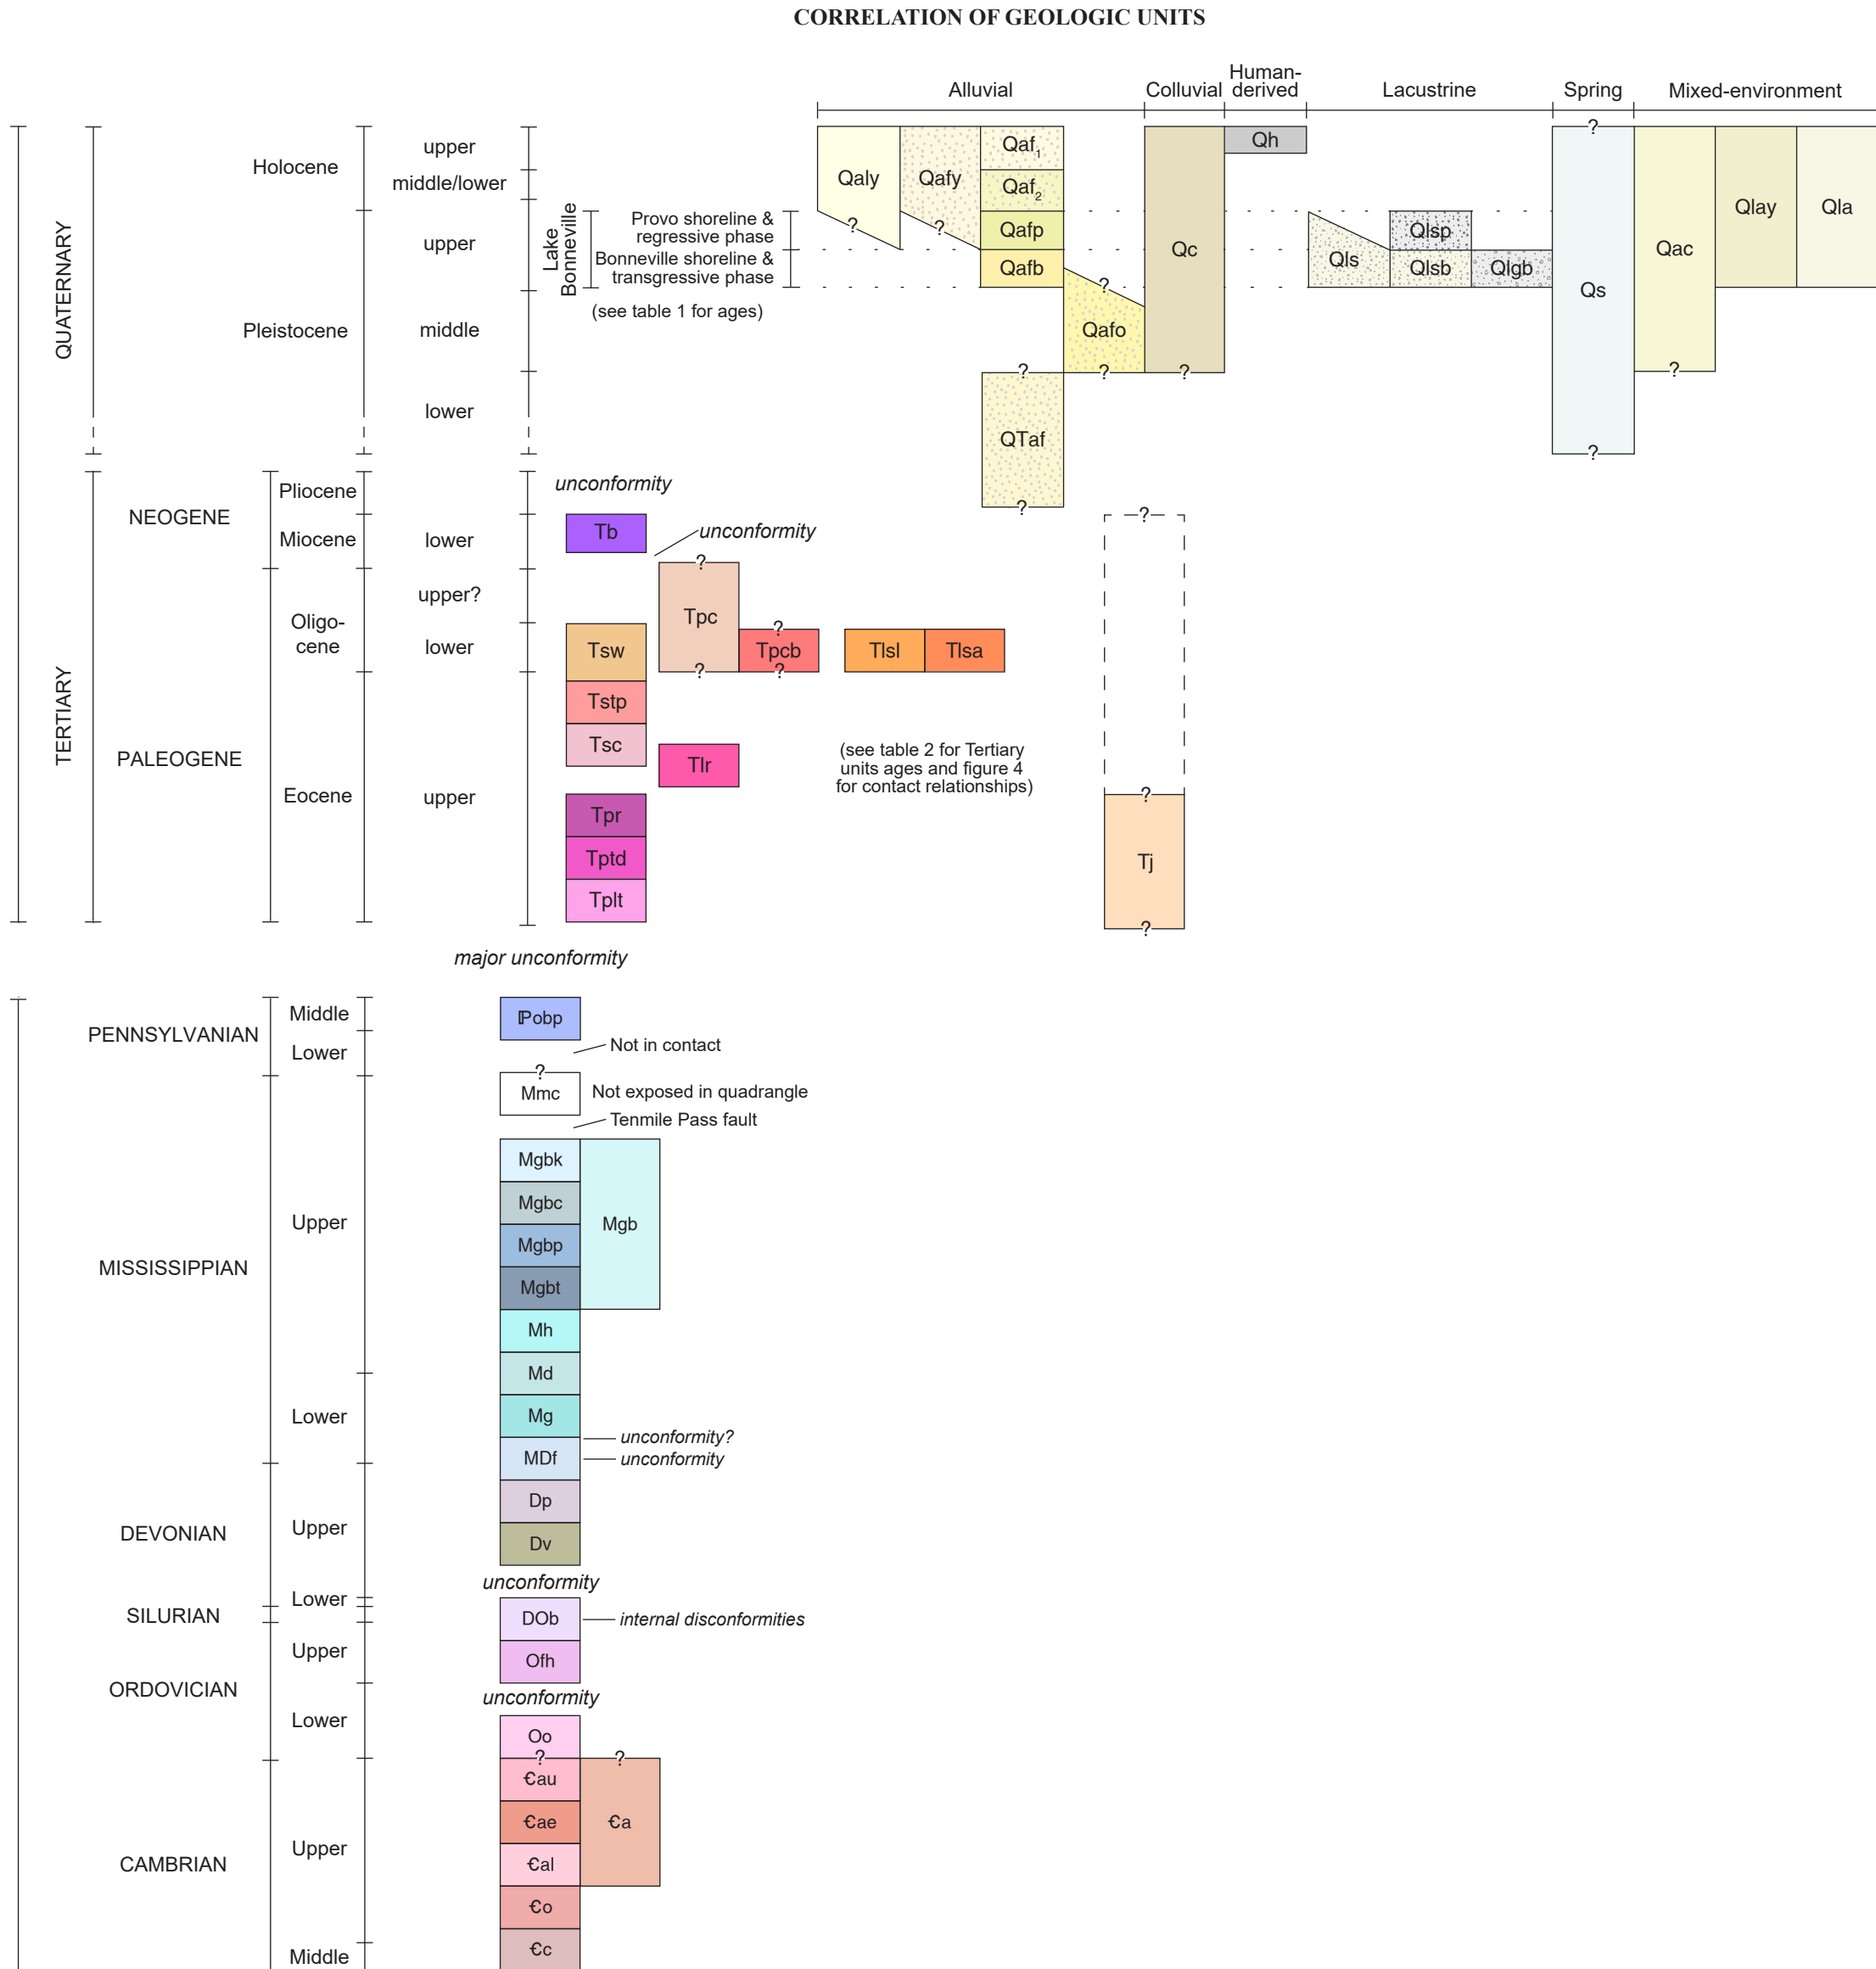 CORRELATION OF GEOLOGIC UNITS
Alluvial
Colluvial
Human-
derived
Lacustrine
Spring
Mixed-environment
QUATERNARY
Holocene
Pleistocene
upper
middle/lower
upper
middle
lower
Lake
Bonneville
Provo shoreline &
regressive phase
Bonneville shoreline &
transgressive phase
(see table 1 for ages)
Qaly
?
Qafy
?
Qaf1
Qaf2
Qafp
Qafb
?
Qafo
?
?
QTaf
?
Qc
?
Qh
Qls
Qlsp
Qlsb
Qlgb
?
Qs
?
Qac
?
Qlay
Qla
TERTIARY
NEOGENE
PALEOGENE
Pliocene
Miocene
Oligo-
cene
Eocene
lower
upper?
lower
upper
unconformity
Tb
unconformity
?
Tpc
?
?
Tpcb
?
Tlsl
Tlsa
Tsw
Tstp
Tsc
Tlr
Tpr
Tptd
Tplt
(see table 2 for Tertiary
units ages and figure 4
for contact relationships)
?
?
Tj
?
major unconformity
PENNSYLVANIAN
Middle
Lower
ℙobp
Not in contact
?
Mmc
Not exposed in quadrangle
Tenmile Pass fault
MISSISSIPPIAN
Upper
Lower
Mgbk
Mgbc
Mgbp
Mgbt
Mgb
Mh
Md
Mg
unconformity?
MDf
unconformity
DEVONIAN
Upper
Lower
Dp
Dv
unconformity
SILURIAN
DOb
internal disconformities
Upper
Ofh
ORDOVICIAN
unconformity
Lower
Oo
?
?
CAMBRIAN
Upper
Middle
Єau
Єae
Єal
Єa
Єo
Єc